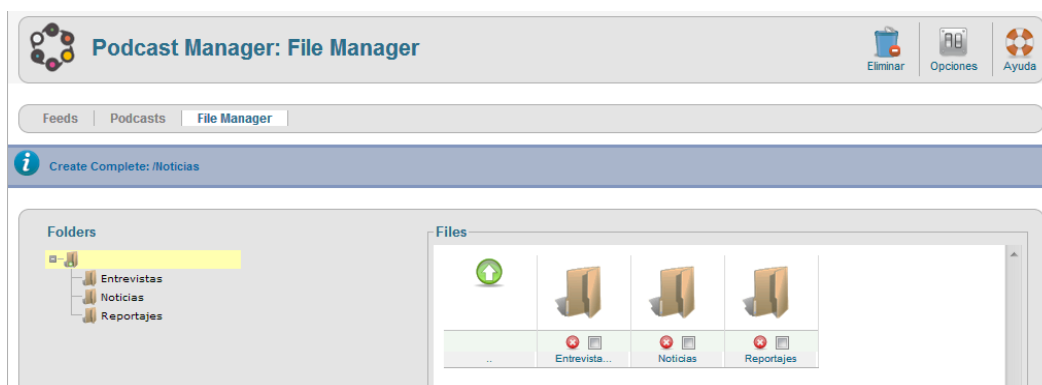 Podcast Manager: File Manager
Eliminar
Opciones
Ayuda
Feeds
Podcasts
File Manager
Create Complete: /Noticias
Folders
Entrevistas
Noticias
Reportajes
Files
..
Entrevista...
Noticias
Reportajes